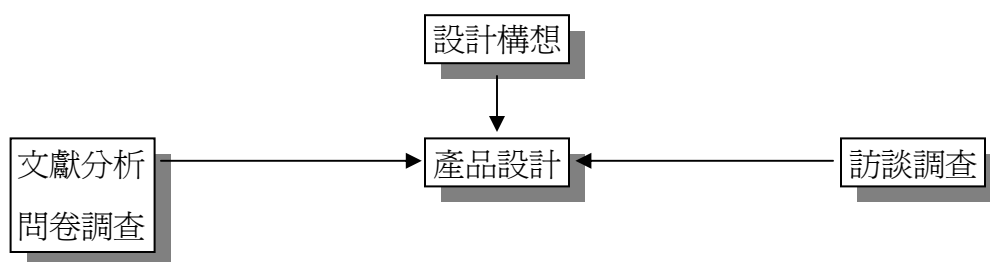 設計構想
文獻分析
問卷調查
產品設計
訪談調查